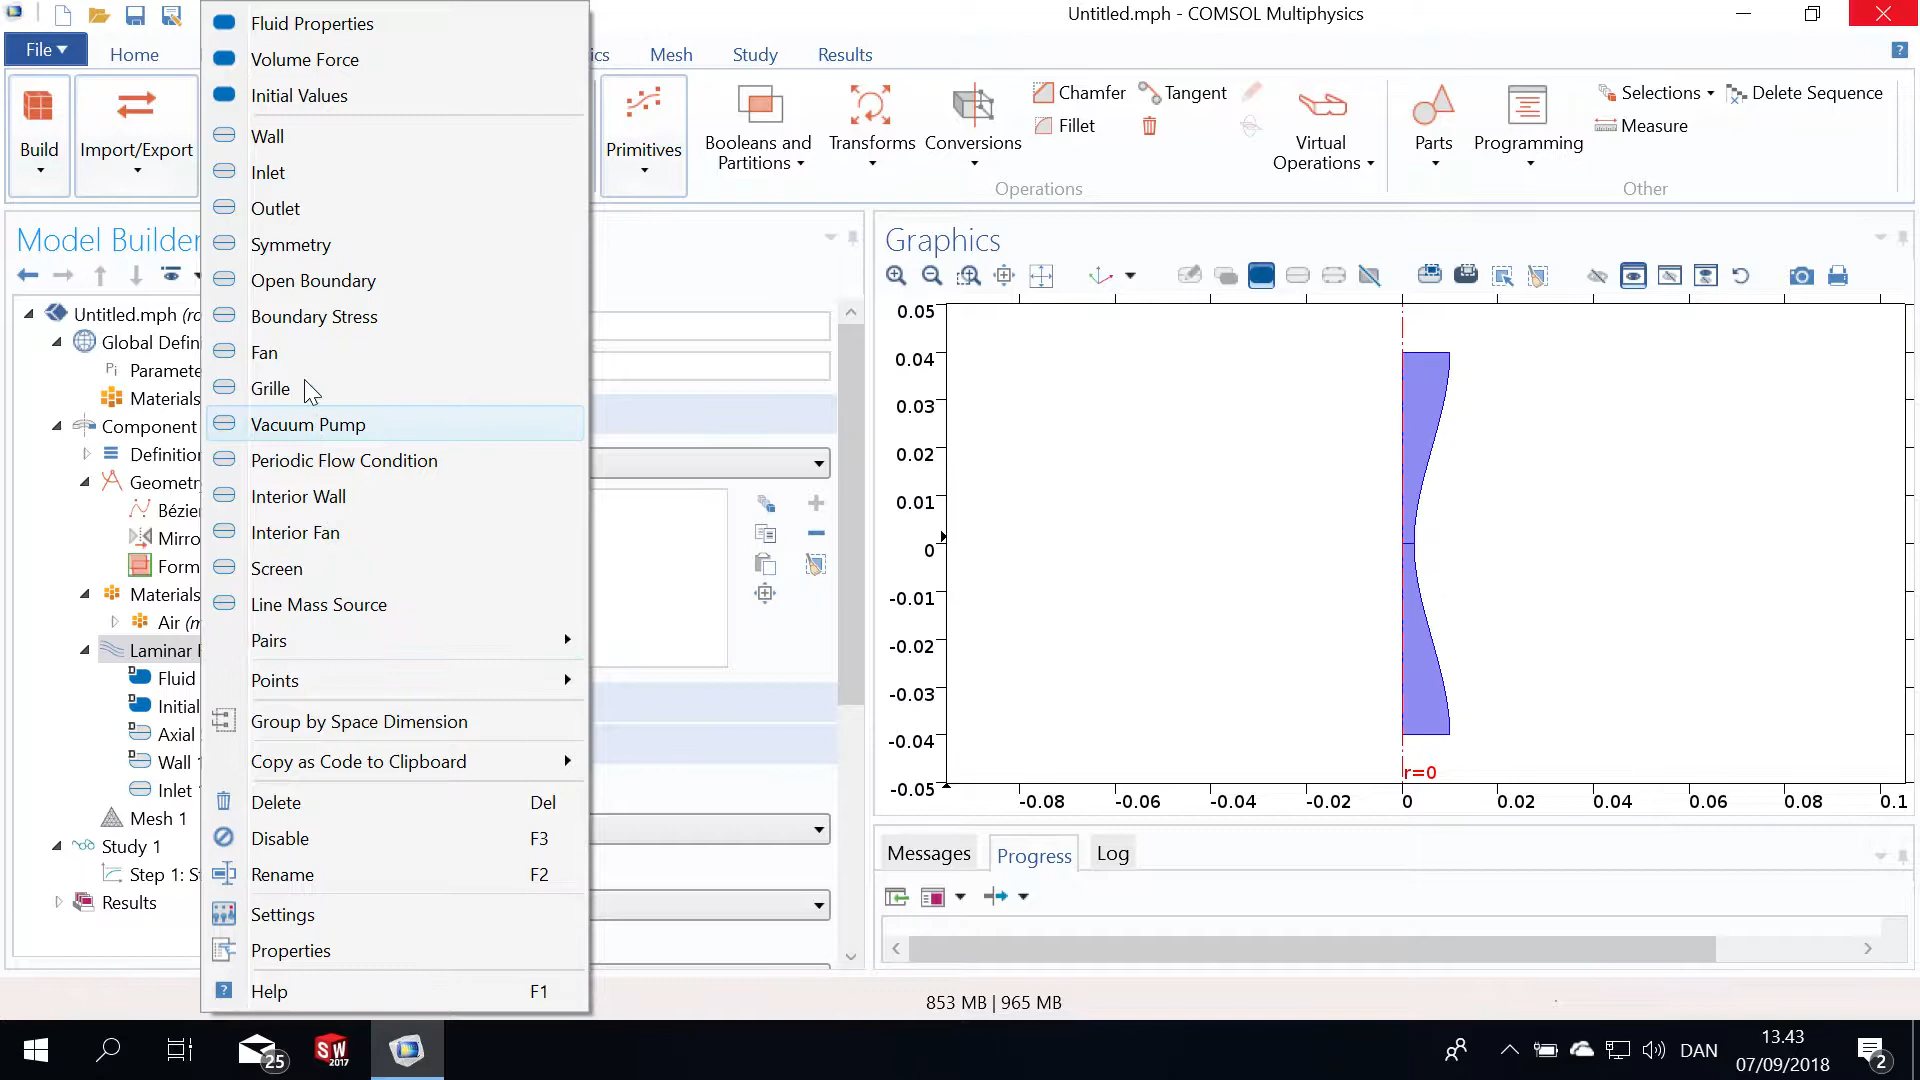 Untitled.mph - COMSOL Multiphysics
File
Home
Mesh
Study
Results
Build
Import/Export
Primitives
Booleans and
Partitions
Transforms
Conversions
Chamfer
Tangent
Fillet
Virtual
Operations
Operations
Parts
Programming
Selections
Delete Sequence
Measure
Other
Model Builder
Untitled.mph (ro
Global Defin
Paramete
Materials
Component
Definition
Geometry
Bézier
Mirro
Form
Materials
Air (m
Laminar
Fluid
Initial
Axial
Wall 1
Inlet
Mesh 1
Study 1
Step 1: S
Results
Fluid Properties
Volume Force
Initial Values
Wall
Inlet
Outlet
Symmetry
Open Boundary
Boundary Stress
Fan
Grille
Vacuum Pump
Periodic Flow Condition
Interior Wall
Interior Fan
Screen
Line Mass Source
Pairs
Points
Group by Space Dimension
Copy as Code to Clipboard
Delete Del
Disable F3
Rename F2
Settings
Properties
Help F1
Graphics
0.05
0.04
0.03
0.02
0.01
0
-0.01
-0.02
-0.03
-0.04
-0.05
r=0
-0.08 -0.06 -0.04 -0.02 0 0.02 0.04 0.06 0.08 0.1
Messages Progress Log
853 MB | 965 MB
25
SW
2017
DAN
13.43
07/09/2018
2